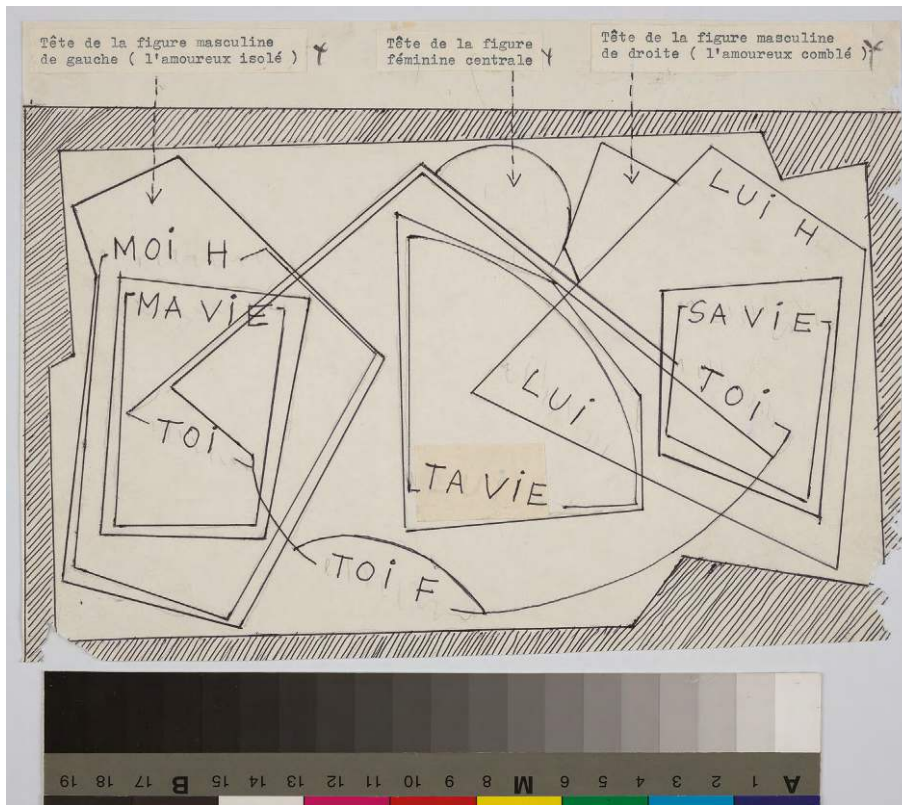 Tête de la figure masculine
de gauche ( l'amoureux isolé )
Tête de la figure
féminine centrale
Tête de la figure masculine
de droite ( l'amoureux comblé )
LUI H
MOI H
MA ViE
SA ViE
TOi
LUi
TOi
TA ViE
TOi F
19 18 17 B 15 14 13 12 11 10 9 8 M 6 5 4 3 2 1 A